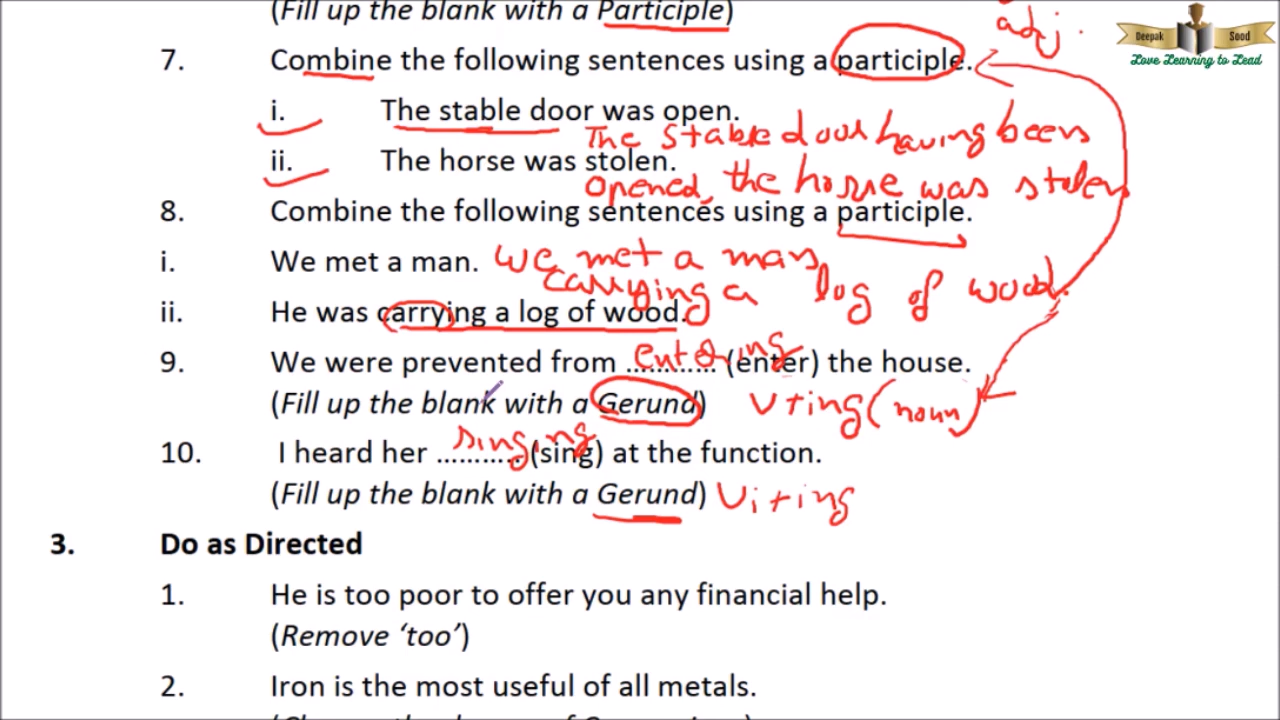 (Fill up the blank with a Participle)
adj.
Deepak Sood
Love Learning to Lead
7. Combine the following sentences using a participle.
i. The stable door was open.
The stable door having been
ii. The horse was stolen.
opened, the horse was stolen
8. Combine the following sentences using a participle.
i. We met a man. we met a man
carrying a log of wood.
ii. He was carrying a log of wood.
9. We were prevented from ............ (enter) the house.
entering
(Fill up the blank with a Gerund) V+ing (noun)
singing
10. I heard her ............ (sing) at the function.
(Fill up the blank with a Gerund) V1+ing
3. Do as Directed
1. He is too poor to offer you any financial help.
(Remove ‘too’)
2. Iron is the most useful of all metals.